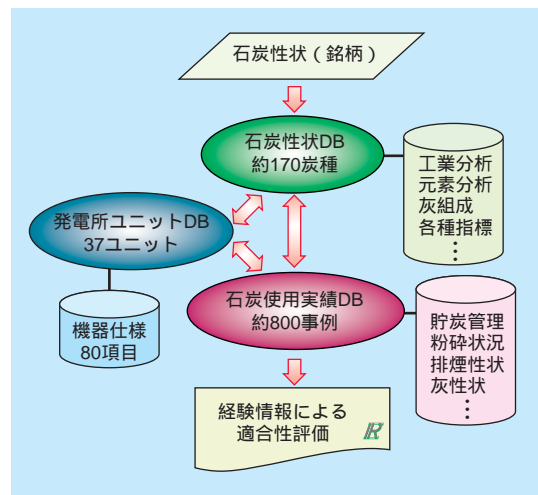 石炭性状（銘柄）
石炭性状DB
約170炭種
工業分析
元素分析
灰組成
各種指標
⋮
発電所ユニットDB
37ユニット
機器仕様
80項目
石炭使用実績DB
約800事例
貯炭管理
粉砕状況
排煙性状
灰性状
⋮
経験情報による
適合性評価
R